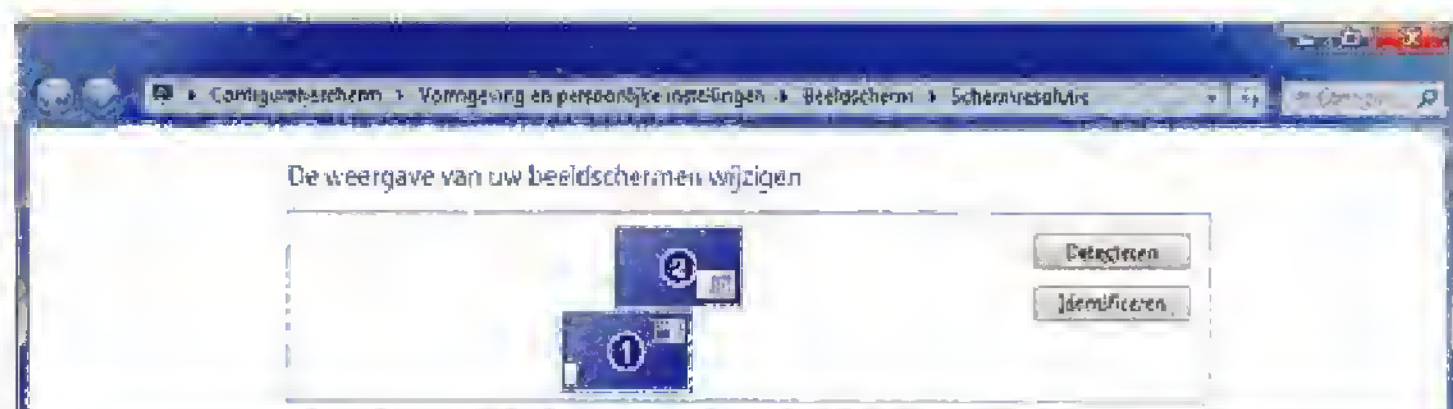 Configuratiescherm ▸ Vormgeving en persoonlijke instellingen ▸ Beeldscherm ▸ Schermresolutie
De weergave van uw beeldschermen wijzigen
2
Detecteren
Identificeren
1